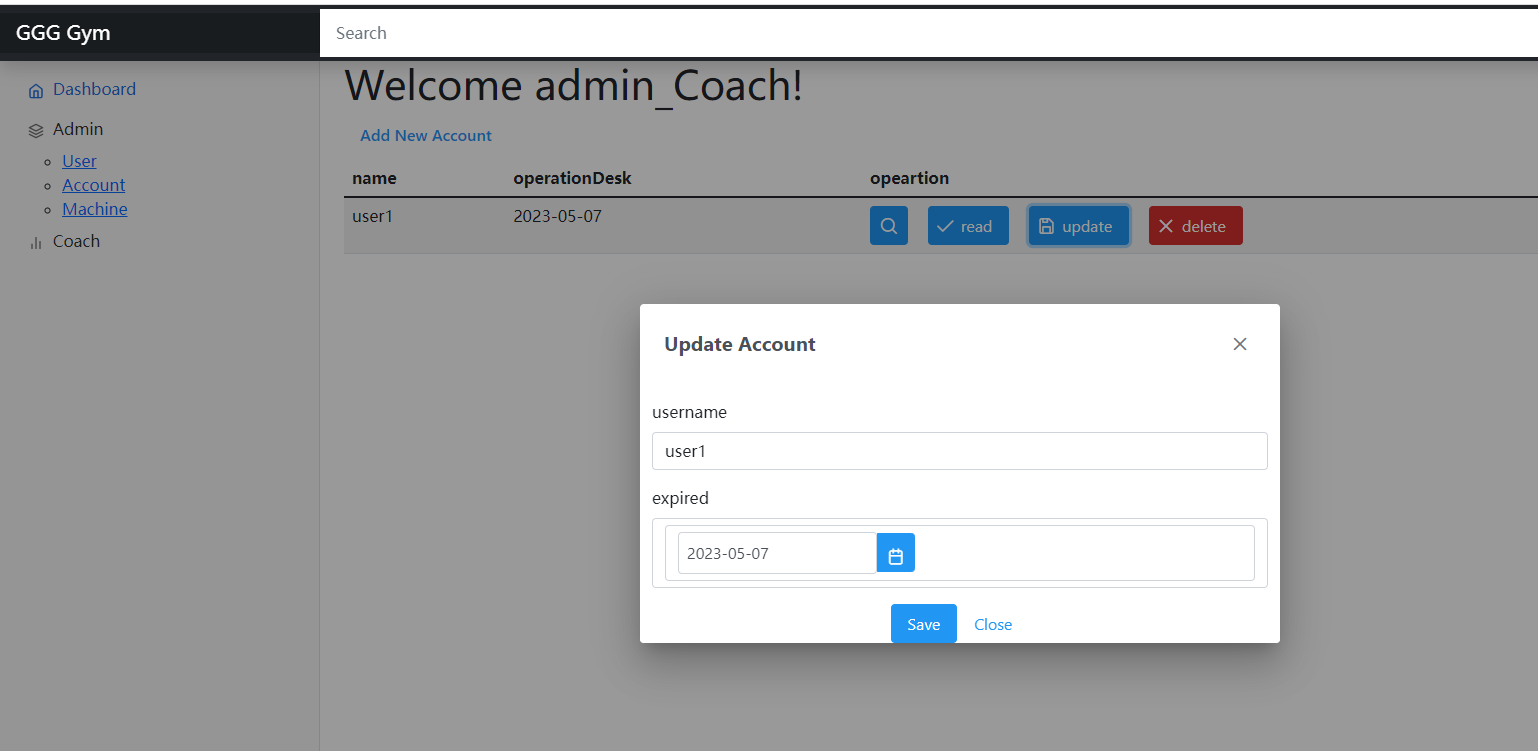 GGG Gym
Search
Dashboard
Admin
User
Account
Machine
Coach
Welcome admin_Coach!
Add New Account
name operationDesk opeartion
user1 2023-05-07 read update delete
Update Account
username
user1
expired
2023-05-07
Save Close